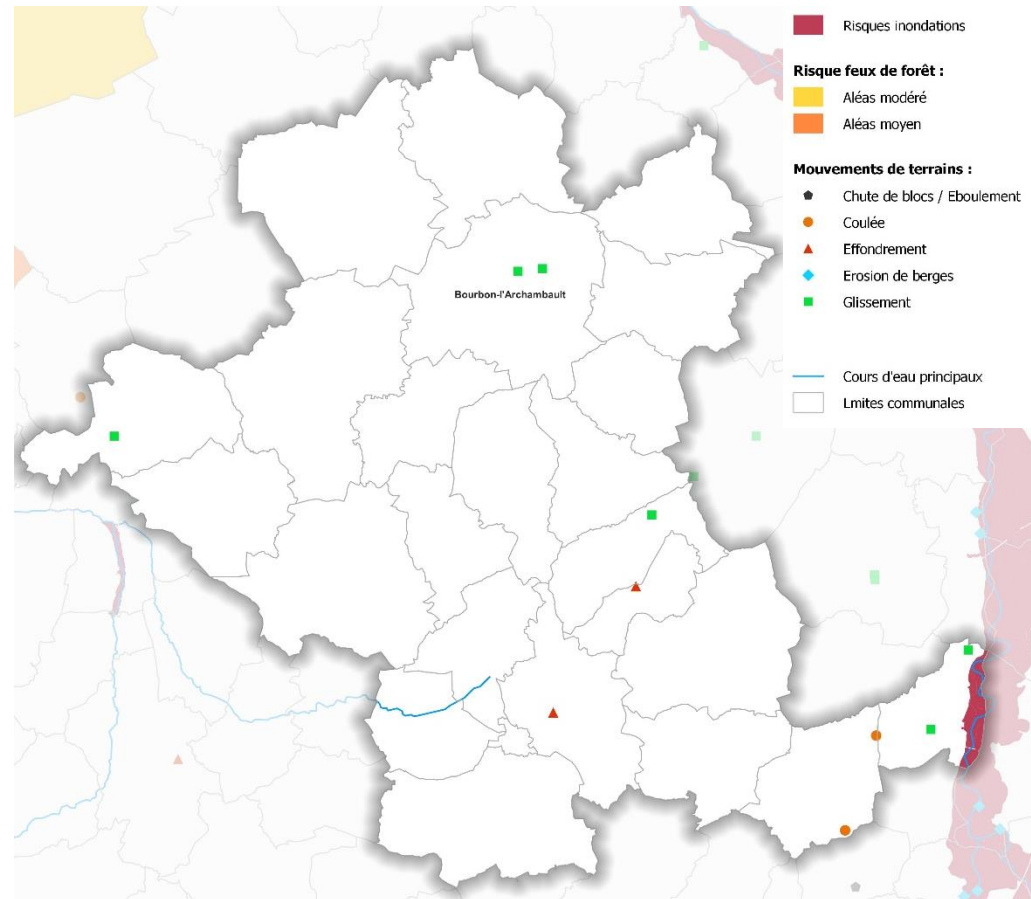 Risques inondations
Risque feux de forêt :
Aléas modéré
Aléas moyen
Mouvements de terrains :
Chute de blocs / Eboulement
Coulée
Effondrement
Erosion de berges
Glissement
Cours d'eau principaux
Lmites communales
Bourbon-l'Archambault